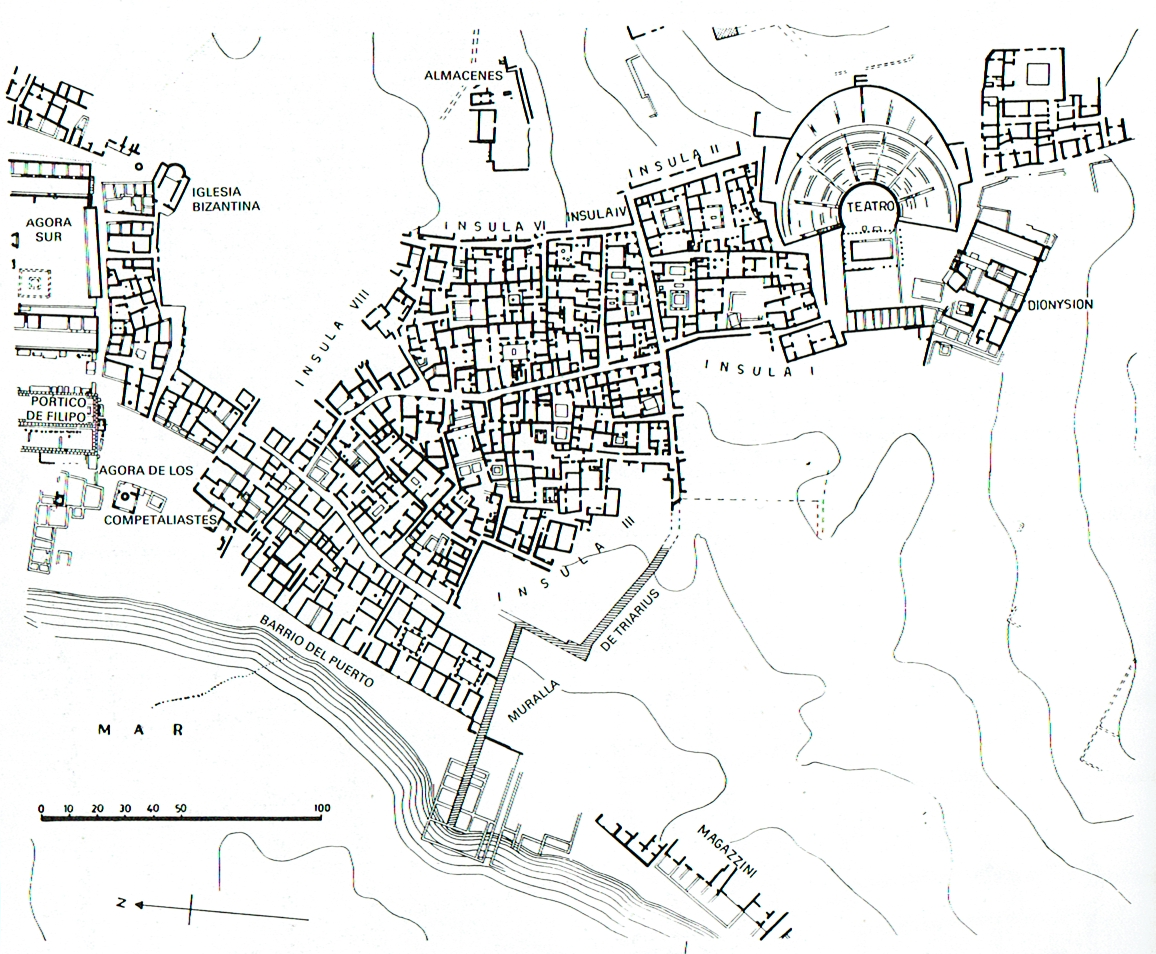 ALMACENES
INSULA II
IGLESIA
BIZANTINA
INSULA IV
TEATRO
AGORA
SUR
INSULA VI
INSULA VIII
DIONYSION
INSULA I
PORTICO
DE FILIPO
AGORA DE LOS
COMPETALIASTES
INSULA III
BARRIO DEL PUERTO
MURALLA
DE TRIARIUS
MAR
0 10 20 30 40 50 100
MAGAZZINI
N